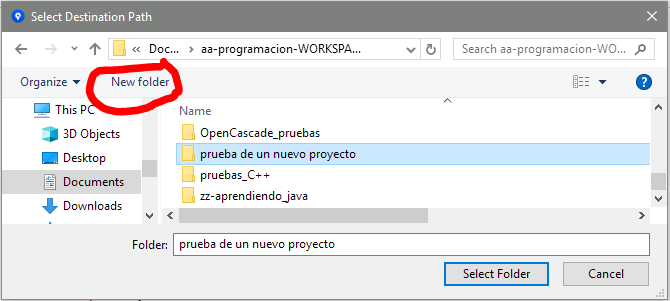 Select Destination Path
« Doc... > aa-programacion-WORKSPA... Search aa-programacion-WO...
Organize New folder
This PC
3D Objects
Desktop
Documents
Downloads
Name
OpenCascade_pruebas
prueba de un nuevo proyecto
pruebas_C++
zz-aprendiendo_java
Folder: prueba de un nuevo proyecto
Select Folder Cancel